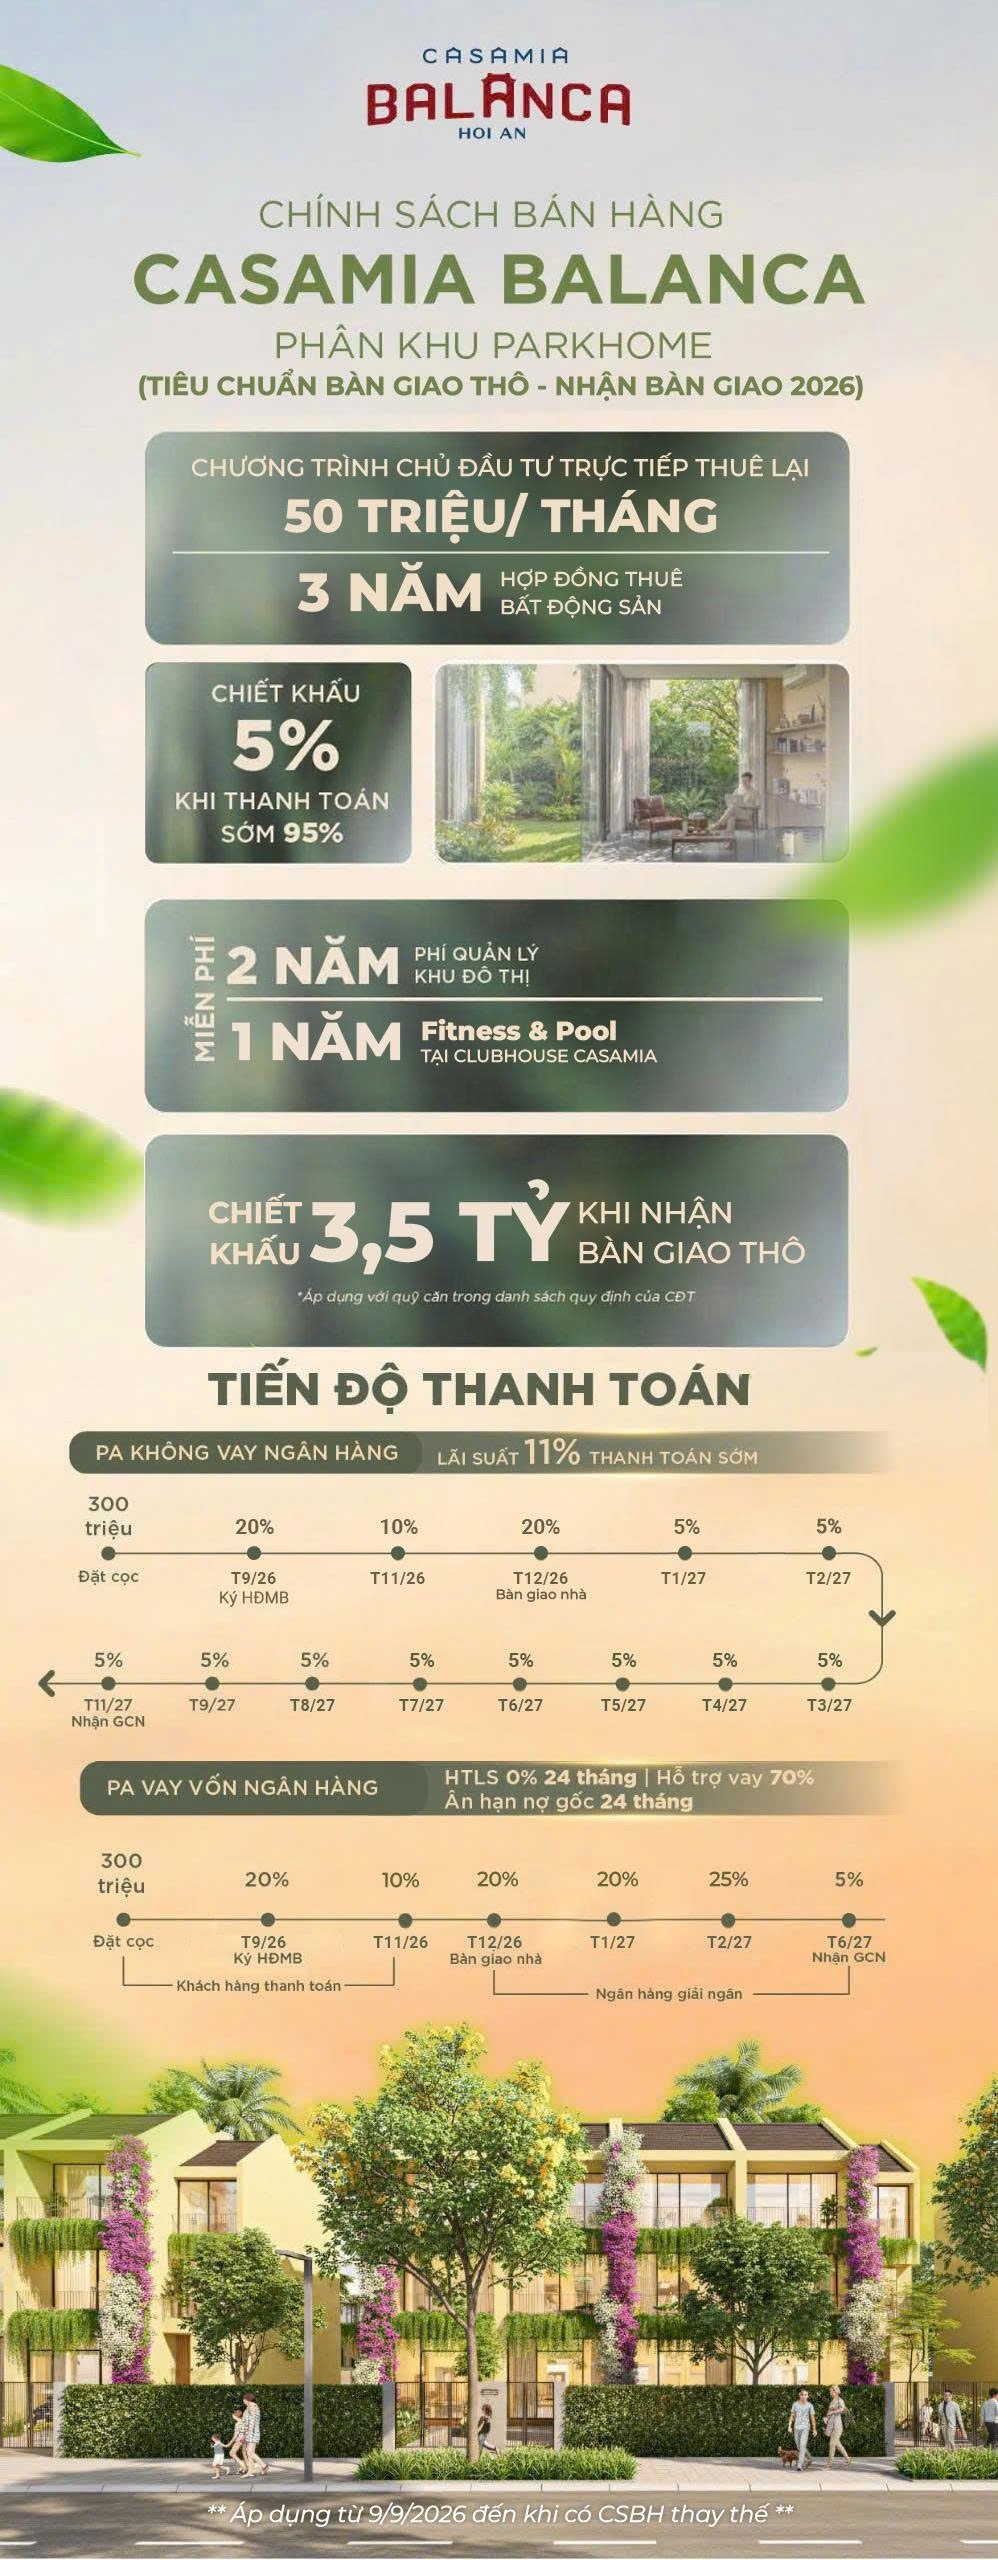 CASAMIA
BALANCA
HOI AN
CHÍNH SÁCH BÁN HÀNG
CASAMIA BALANCA
PHÂN KHU PARKHOME
(TIÊU CHUẨN BÀN GIAO THÔ - NHẬN BÀN GIAO 2026)
CHƯƠNG TRÌNH CHỦ ĐẦU TƯ TRỰC TIẾP THUÊ LẠI
50 TRIỆU/ THÁNG
3 NĂM HỢP ĐỒNG THUÊ
BẤT ĐỘNG SẢN
CHIẾT KHẤU
5%
KHI THANH TOÁN
SỚM 95%
MIỄN PHÍ
2 NĂM PHÍ QUẢN LÝ
KHU ĐÔ THỊ
1 NĂM Fitness & Pool
TẠI CLUBHOUSE CASAMIA
CHIẾT KHẤU 3,5 TỶ KHI NHẬN
BÀN GIAO THÔ
*Áp dụng với quỹ căn trong danh sách quy định của CĐT
TIẾN ĐỘ THANH TOÁN
PA KHÔNG VAY NGÂN HÀNG LÃI SUẤT 11% THANH TOÁN SỚM
300
triệu 20% 10% 20% 5% 5%
Đặt cọc T9/26 T11/26 T12/26 T1/27 T2/27
Ký HĐMB Bàn giao nhà
5% 5% 5% 5% 5% 5% 5% 5%
T11/27 T9/27 T8/27 T7/27 T6/27 T5/27 T4/27 T3/27
Nhận GCN
PA VAY VỐN NGÂN HÀNG
HTLS 0% 24 tháng | Hỗ trợ vay 70%
Ân hạn nợ gốc 24 tháng
300
triệu 20% 10% 20% 20% 25% 5%
Đặt cọc T9/26 T11/26 T12/26 T1/27 T2/27 T6/27
Ký HĐMB Bàn giao nhà Nhận GCN
Khách hàng thanh toán Ngân hàng giải ngân
** Áp dụng từ 9/9/2026 đến khi có CSBH thay thế **